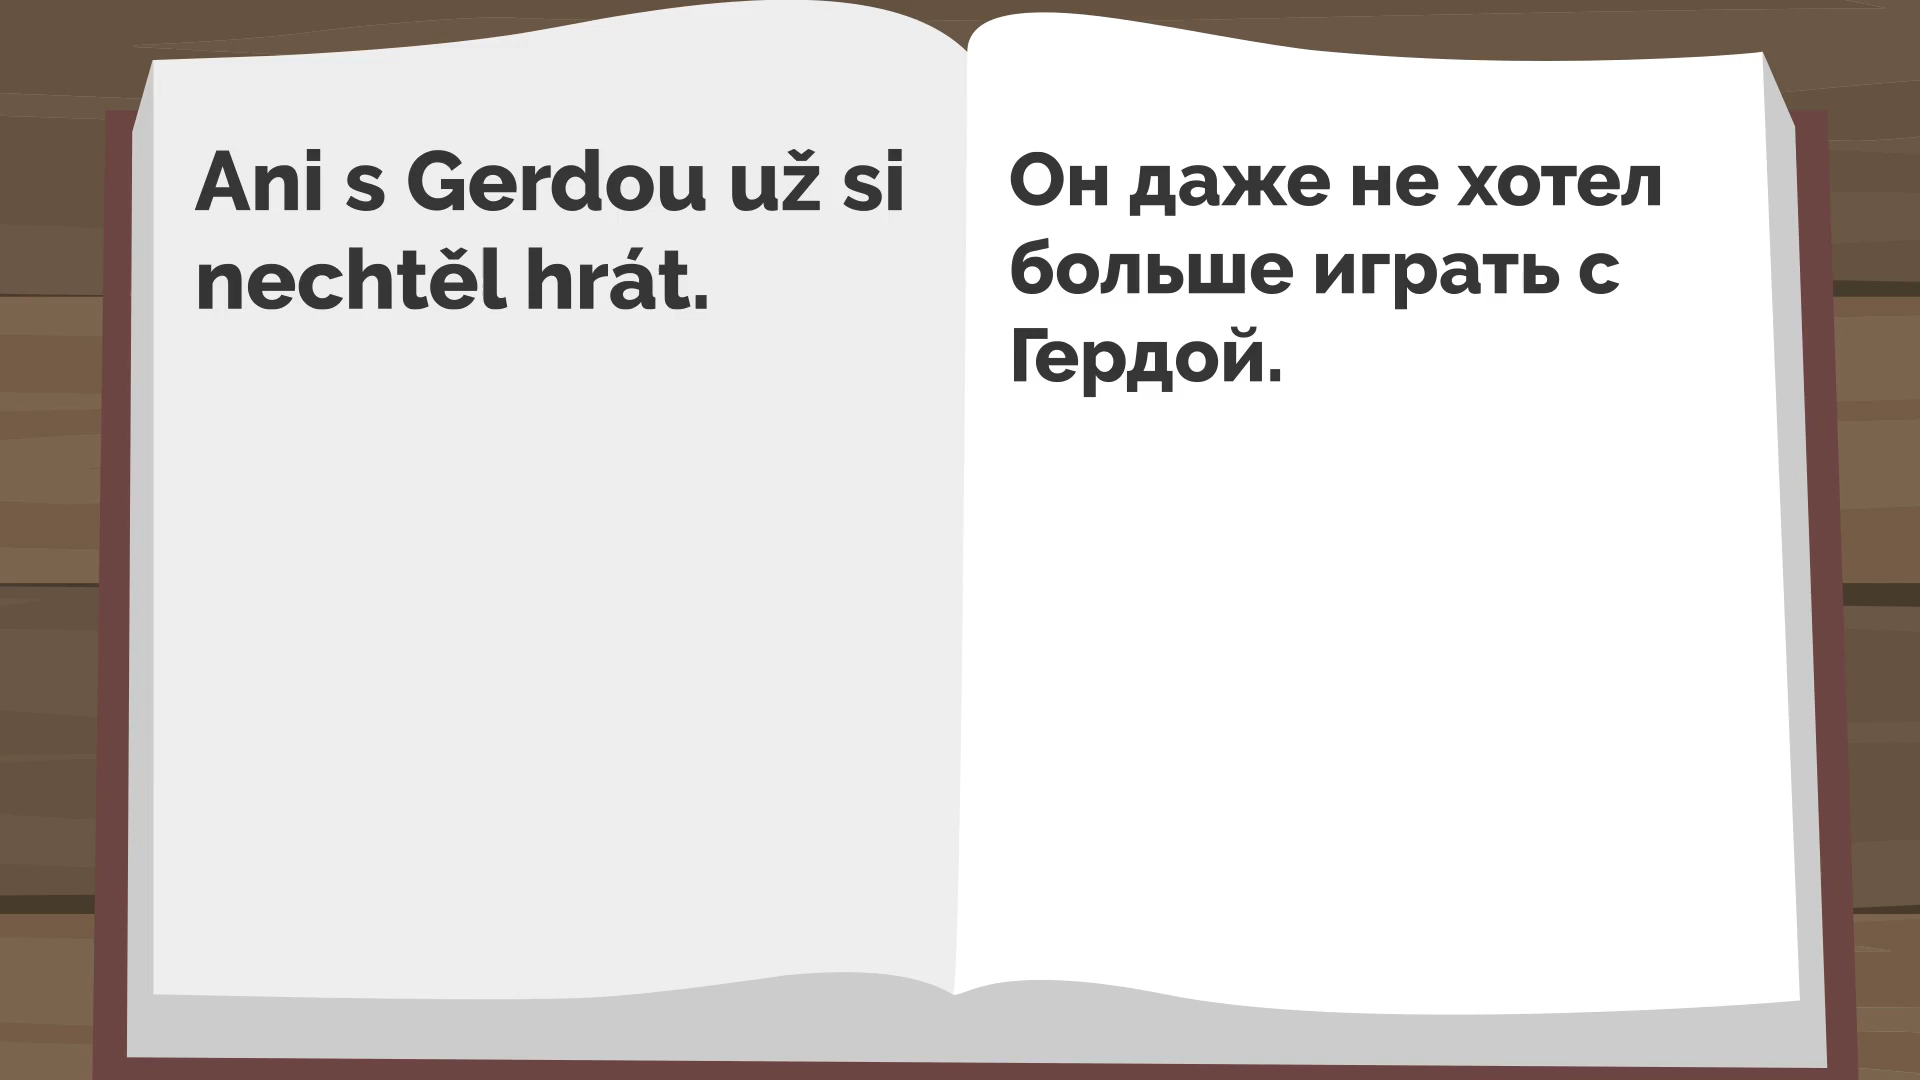 Ani s Gerdou už si
nechtěl hrát.
Он даже не хотел
больше играть с
Гердой.